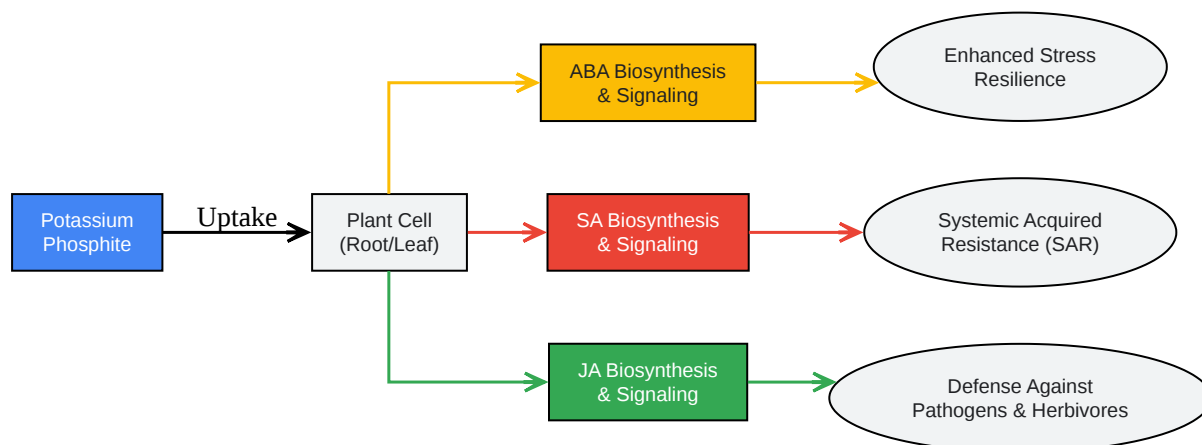 ABA Biosynthesis
& Signaling
Enhanced Stress
Resilience
Potassium
Phosphite
Uptake
Plant Cell
(Root/Leaf)
SA Biosynthesis
& Signaling
Systemic Acquired
Resistance (SAR)
JA Biosynthesis
& Signaling
Defense Against
Pathogens & Herbivores